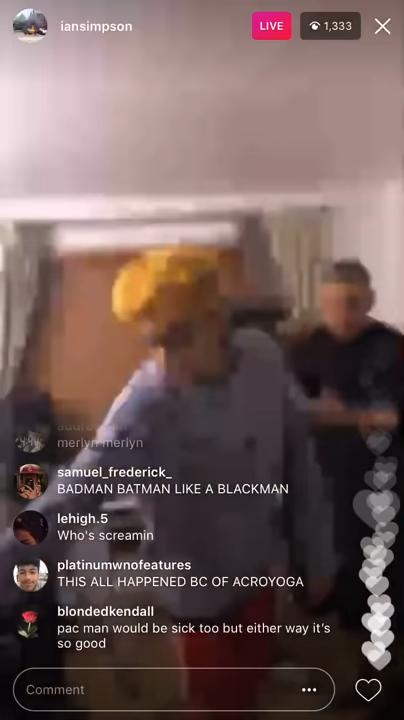 iansimpson
LIVE
1,333
merlyn merlyn
samuel_frederick_
BADMAN BATMAN LIKE A BLACKMAN
lehigh.5
Who's screamin
platinumwnofeatures
THIS ALL HAPPENED BC OF ACROYOGA
blondedkendall
pac man would be sick too but either way it's
so good
Comment